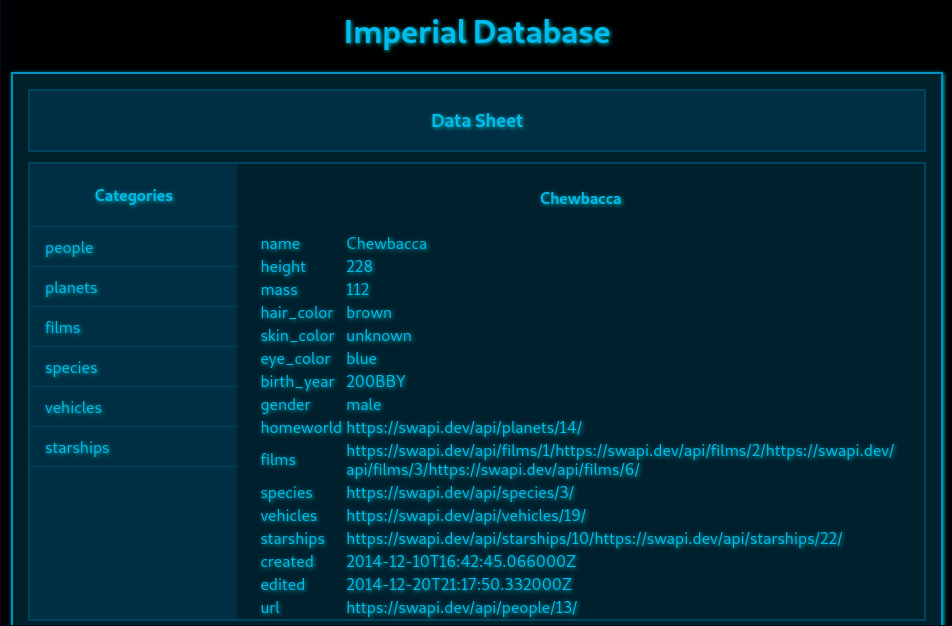 Imperial Database
Data Sheet
Categories
people
planets
films
species
vehicles
starships
Chewbacca
name Chewbacca
height 228
mass 112
hair_color brown
skin_color unknown
eye_color blue
birth_year 200BBY
gender male
homeworld https://swapi.dev/api/planets/14/
films https://swapi.dev/api/films/1/https://swapi.dev/api/films/2/https://swapi.dev/
api/films/3/https://swapi.dev/api/films/6/
species https://swapi.dev/api/species/3/
vehicles https://swapi.dev/api/vehicles/19/
starships https://swapi.dev/api/starships/10/https://swapi.dev/api/starships/22/
created 2014-12-10T16:42:45.066000Z
edited 2014-12-20T21:17:50.332000Z
url https://swapi.dev/api/people/13/